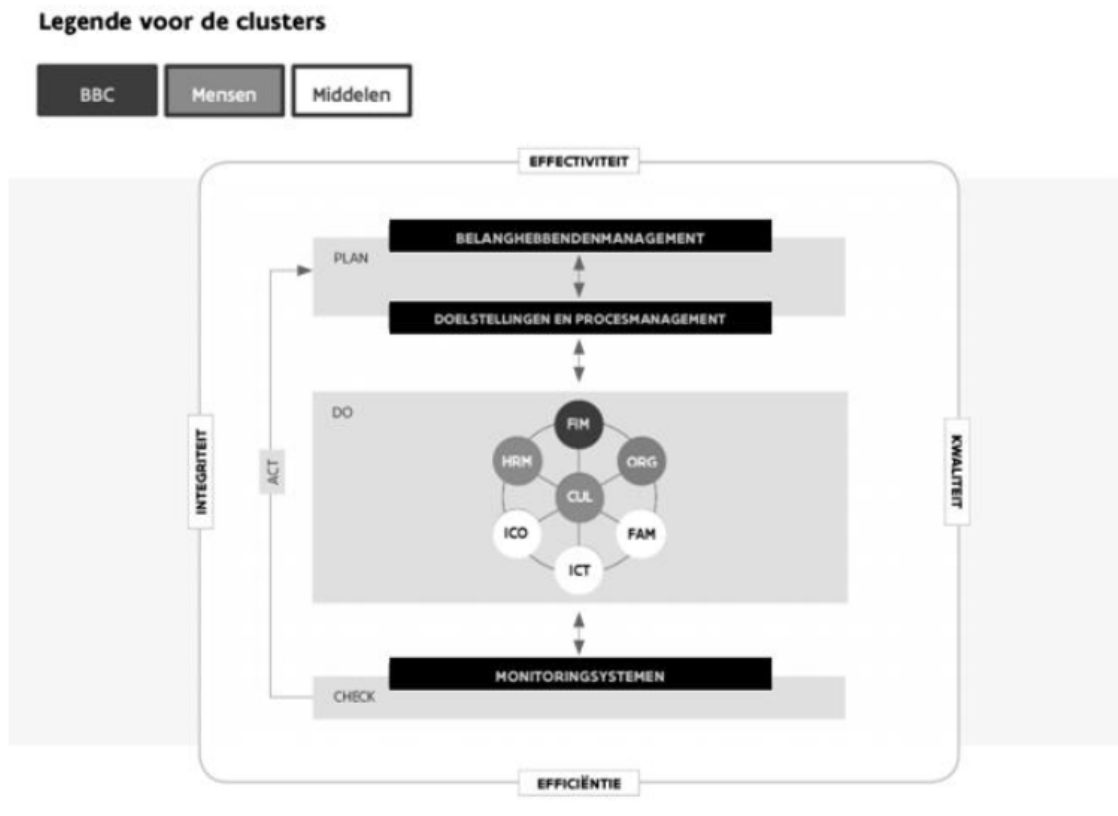 Legende voor de clusters
BBC
Mensen
Middelen
EFFECTIVITEIT
BELANGHEBBENDENMANAGEMENT
PLAN
DOELSTELLINGEN EN PROCESMANAGEMENT
DO
FIM
HRM
ORG
CUL
ICO
FAM
ICT
INTEGRITEIT
ACT
KWALITEIT
MONITORINGSYSTEMEN
CHECK
EFFICIËNTIE